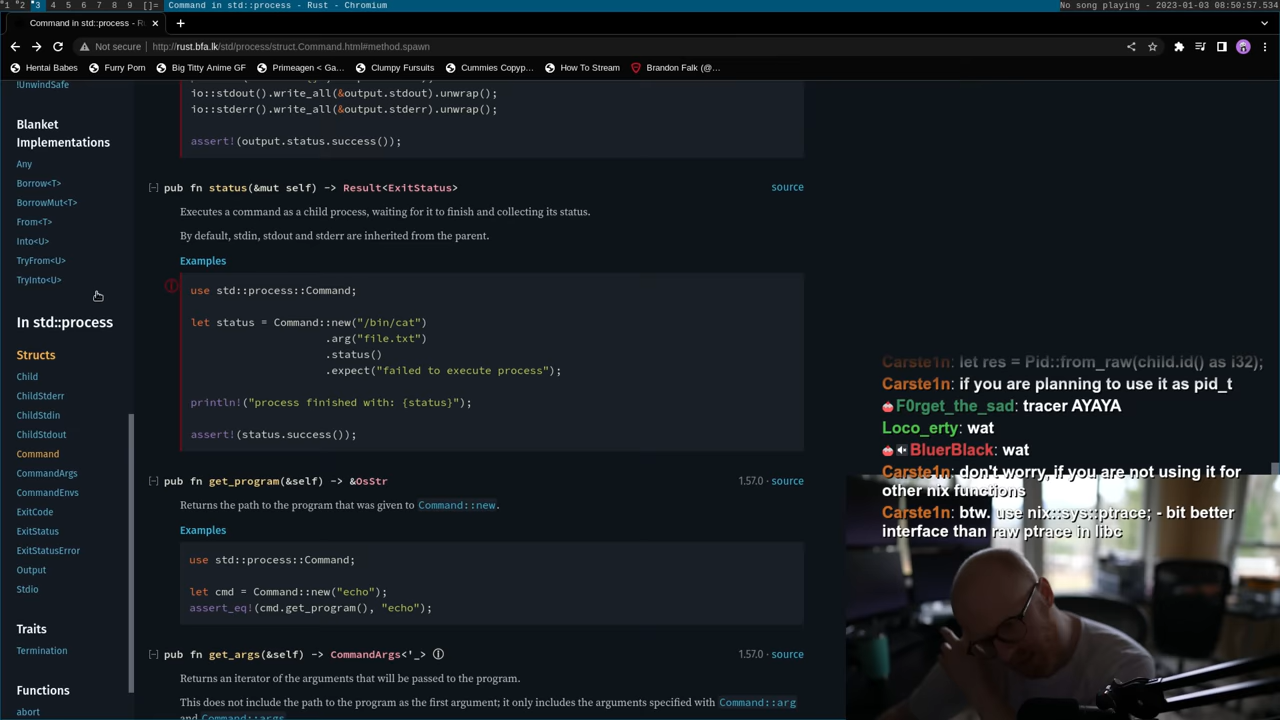 1 2 3 4 5 6 7 8 9 []= Command in std::process - Rust - Chromium
No song playing - 2023-01-03 08:50:57.534
Command in std::process - Ru
Not secure http://rust.bfa.lk/std/process/struct.Command.html#method.spawn
Hentai Babes Furry Porn Big Titty Anime GF Primeagen < Ga… Clumpy Fursuits Cummies Copyp… How To Stream Brandon Falk (@…
!UnwindSafe
Blanket
Implementations
Any
Borrow<T>
BorrowMut<T>
From<T>
Into<U>
TryFrom<U>
TryInto<U>
In std::process
Structs
Child
ChildStderr
ChildStdin
ChildStdout
Command
CommandArgs
CommandEnvs
ExitCode
ExitStatus
ExitStatusError
Output
Stdio
Traits
Termination
Functions
abort
io::stdout().write_all(&output.stdout).unwrap();
io::stderr().write_all(&output.stderr).unwrap();
assert!(output.status.success());
[-] pub fn status(&mut self) -> Result<ExitStatus> source
Executes a command as a child process, waiting for it to finish and collecting its status.
By default, stdin, stdout and stderr are inherited from the parent.
Examples
use std::process::Command;
let status = Command::new("/bin/cat")
.arg("file.txt")
.status()
.expect("failed to execute process");
println!("process finished with: {status}");
assert!(status.success());
[-] pub fn get_program(&self) -> &OsStr 1.57.0 · source
Returns the path to the program that was given to Command::new.
Examples
use std::process::Command;
let cmd = Command::new("echo");
assert_eq!(cmd.get_program(), "echo");
[-] pub fn get_args(&self) -> CommandArgs<'_> ⓘ 1.57.0 · source
Returns an iterator of the arguments that will be passed to the program.
This does not include the path to the program as the first argument; it only includes the arguments specified with Command::arg
and Command::args.
Carste1n: let res = Pid::from_raw(child.id() as i32);
Carste1n: if you are planning to use it as pid_t
F0rget_the_sad: tracer AYAYA
Loco_erty: wat
BluerBlack: wat
Carste1n: don't worry, if you are not using it for
other nix functions
Carste1n: btw. use nix::sys::ptrace; - bit better
interface than raw ptrace in libc